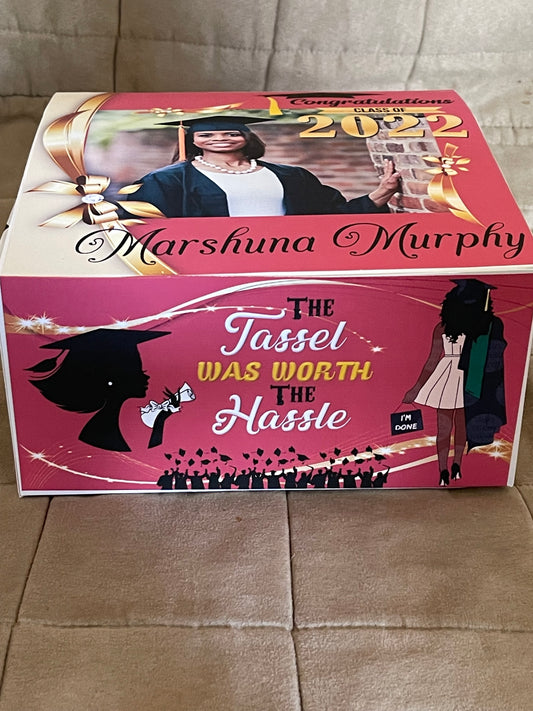 Congratulations
CLASS OF
2022
Marshuna Murphy
THE
Tassel
WAS WORTH
THE
Hassle
I'M
DONE